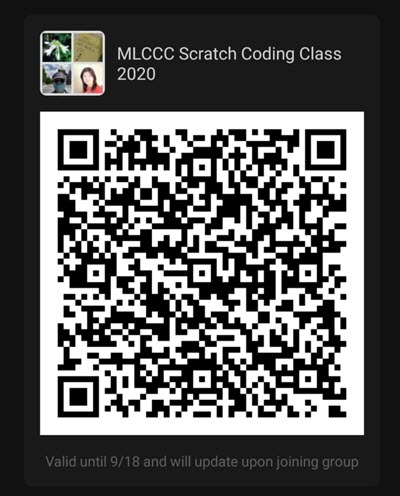 MLCCC Scratch Coding Class
2020
Valid until 9/18 and will update upon joining group